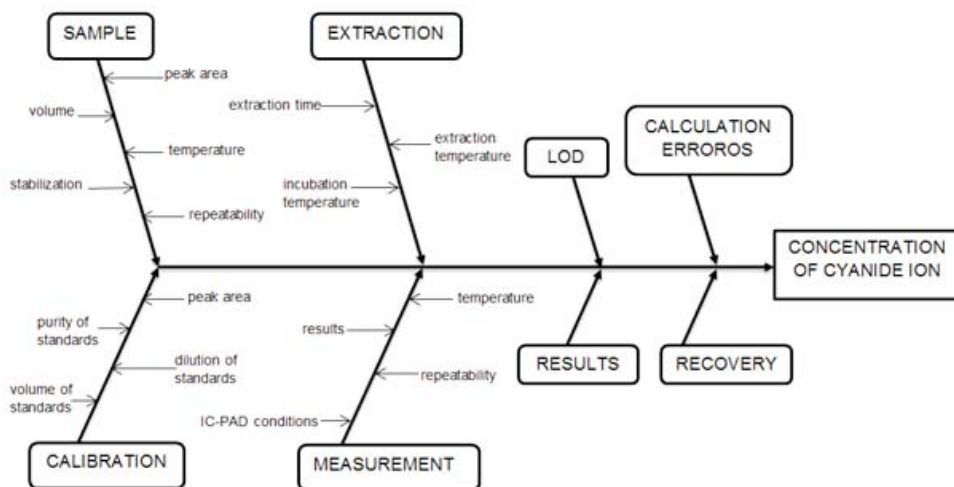 SAMPLE
peak area
volume
temperature
stabilization
repeatability
EXTRACTION
extraction time
extraction
temperature
incubation
temperature
LOD
CALCULATION
ERROROS
CONCENTRATION
OF CYANIDE ION
peak area
purity of
standards
dilution of
standards
volume of
standards
CALIBRATION
temperature
results
repeatability
IC-PAD conditions
MEASUREMENT
RESULTS
RECOVERY